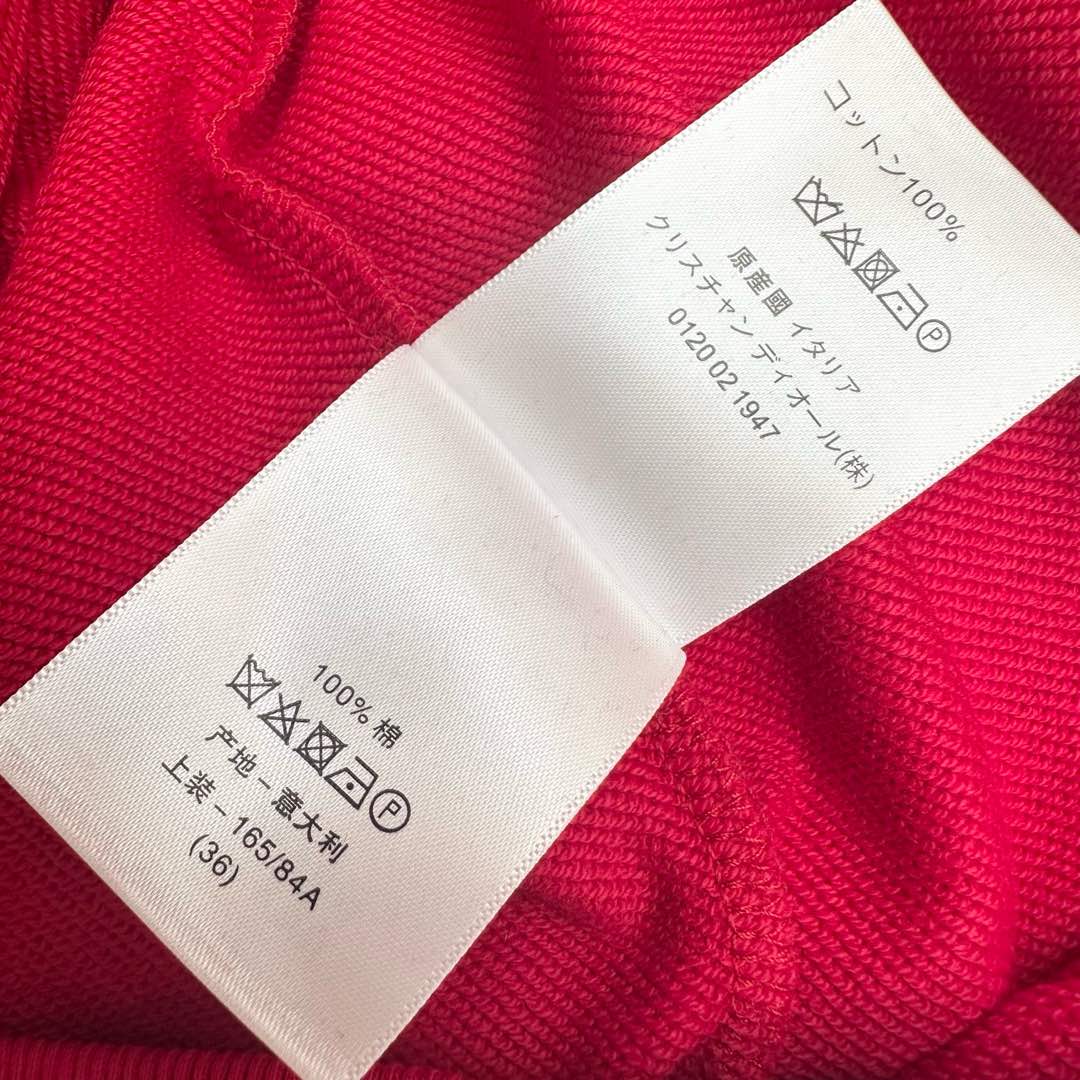 コットン100%
P
原産國 イタリア
クリスチャン ディオール(株)
0120 02 1947
100% 棉
P
产地 – 意大利
上装 – 165/84A
(36)